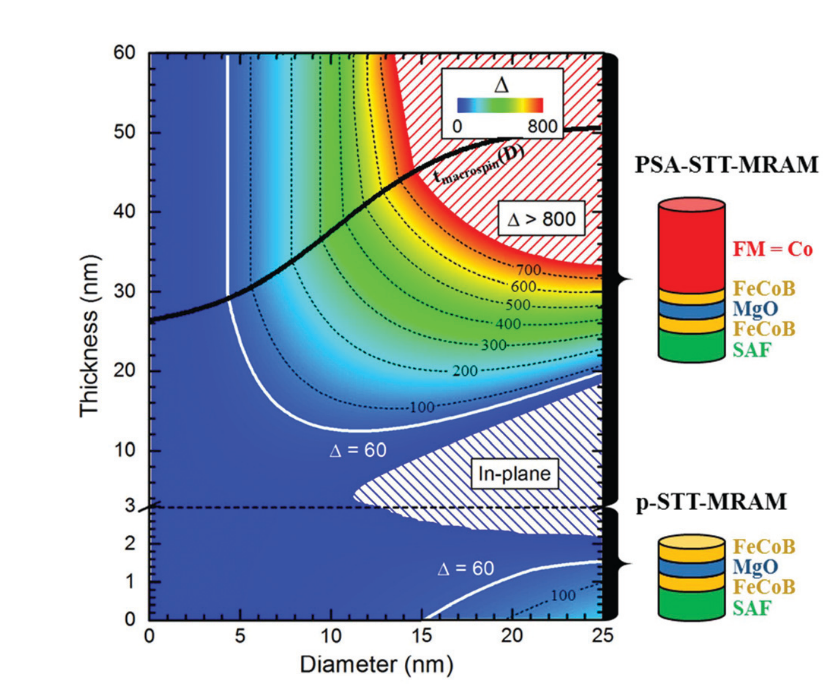 60
50
40
30
20
10
3
2
1
0
Thickness (nm)
0
5
10
15
20
25
Diameter (nm)
Δ
0 800
t_macrospin(D)
Δ > 800
700
600
500
400
300
200
100
Δ = 60
In-plane
Δ = 60
100
PSA-STT-MRAM
FM = Co
FeCoB
MgO
FeCoB
SAF
p-STT-MRAM
FeCoB
MgO
FeCoB
SAF